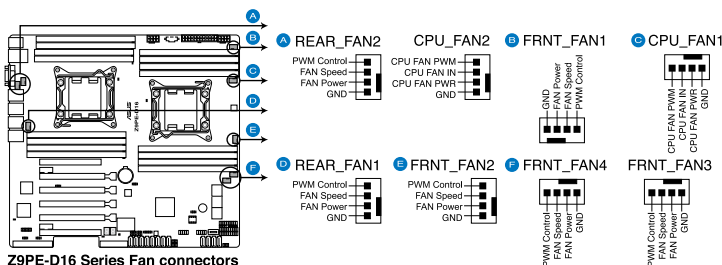 A
B
C
D
E
F
ASUS
Z9PE-D16
Z9PE-D16 Series Fan connectors
A REAR_FAN2
PWM Control
FAN Speed
FAN Power
GND
CPU_FAN2
CPU FAN PWM
CPU FAN IN
CPU FAN PWR
GND
B FRNT_FAN1
GND
FAN Power
FAN Speed
PWM Control
C CPU_FAN1
CPU FAN PWM
CPU FAN IN
CPU FAN PWR
GND
D REAR_FAN1
PWM Control
FAN Speed
FAN Power
GND
E FRNT_FAN2
PWM Control
FAN Speed
FAN Power
GND
F FRNT_FAN4
PWM Control
FAN Speed
FAN Power
GND
FRNT_FAN3
PWM Control
FAN Speed
FAN Power
GND